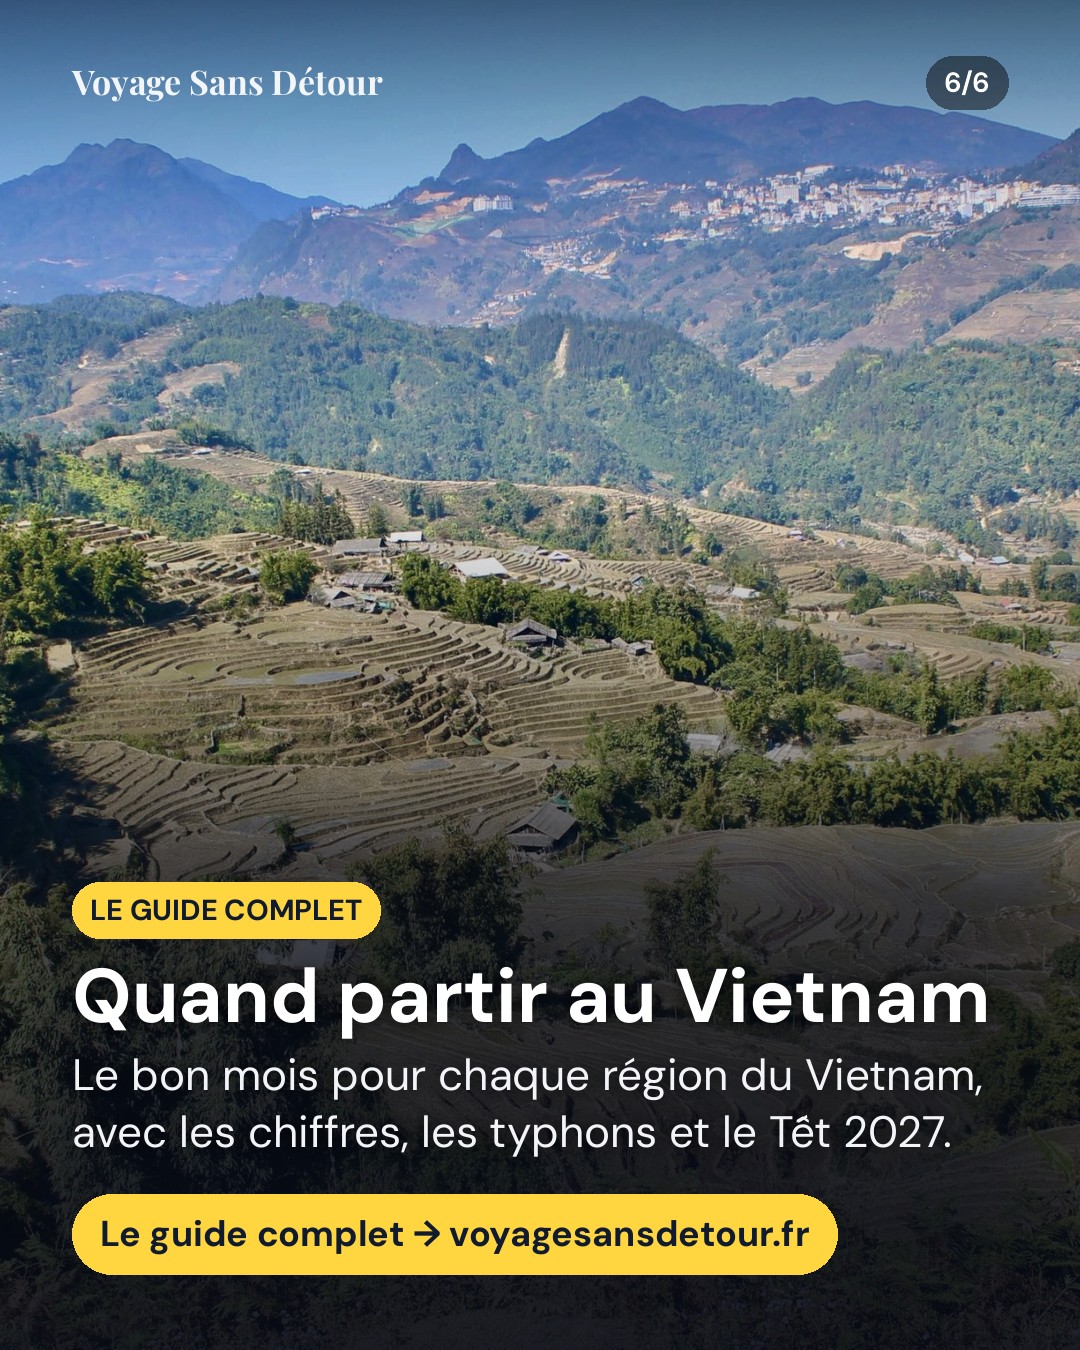 Voyage Sans Détour
6/6
LE GUIDE COMPLET
Quand partir au Vietnam
Le bon mois pour chaque région du Vietnam,
avec les chiffres, les typhons et le Tết 2027.
Le guide complet → voyagesansdetour.fr